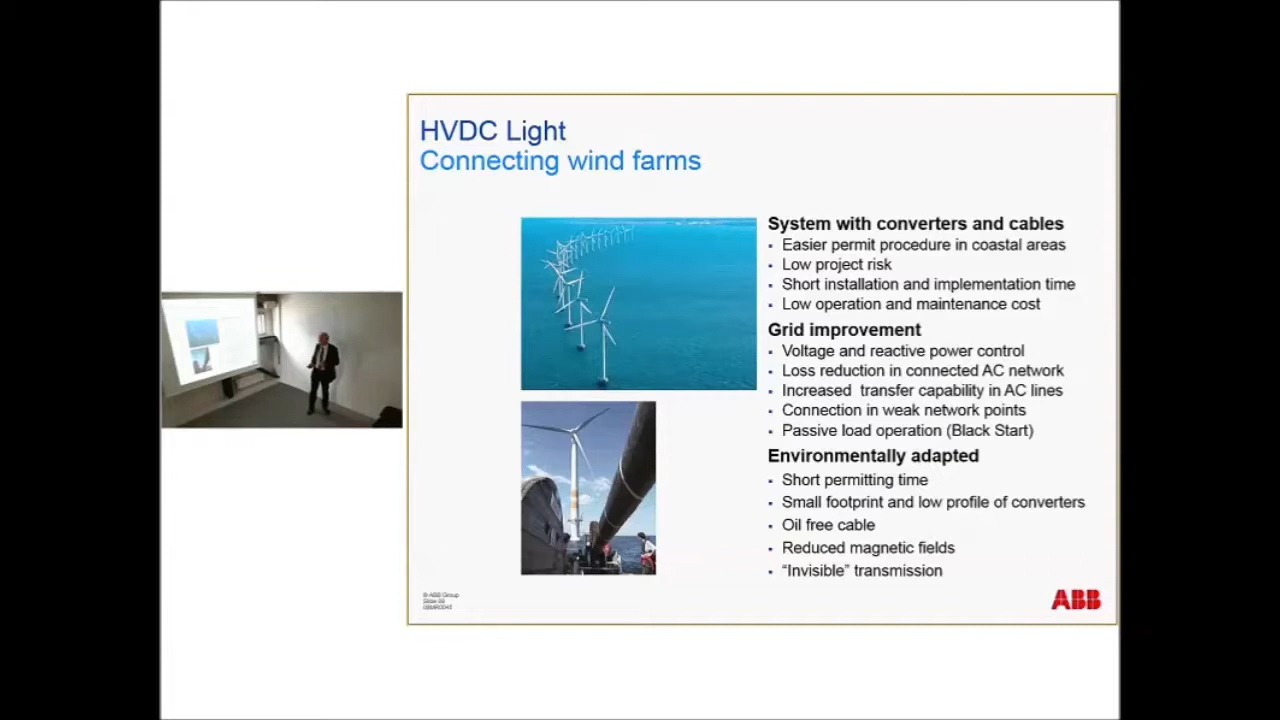 HVDC Light
Connecting wind farms
System with converters and cables
▪ Easier permit procedure in coastal areas
▪ Low project risk
▪ Short installation and implementation time
▪ Low operation and maintenance cost
Grid improvement
▪ Voltage and reactive power control
▪ Loss reduction in connected AC network
▪ Increased transfer capability in AC lines
▪ Connection in weak network points
▪ Passive load operation (Black Start)
Environmentally adapted
▪ Short permitting time
▪ Small footprint and low profile of converters
▪ Oil free cable
▪ Reduced magnetic fields
▪ “Invisible” transmission
© ABB Group
ABB